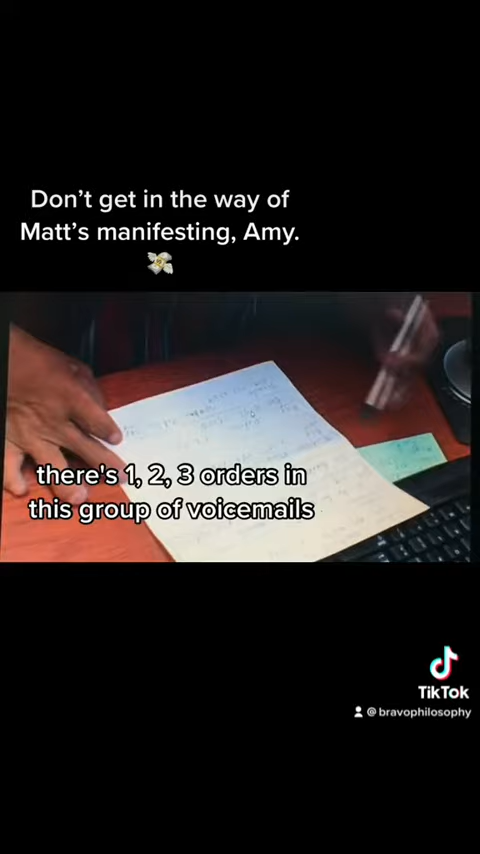 Don’t get in the way of
Matt’s manifesting, Amy.
💸
there's 1, 2, 3 orders in
this group of voicemails
TikTok
@bravophilosophy